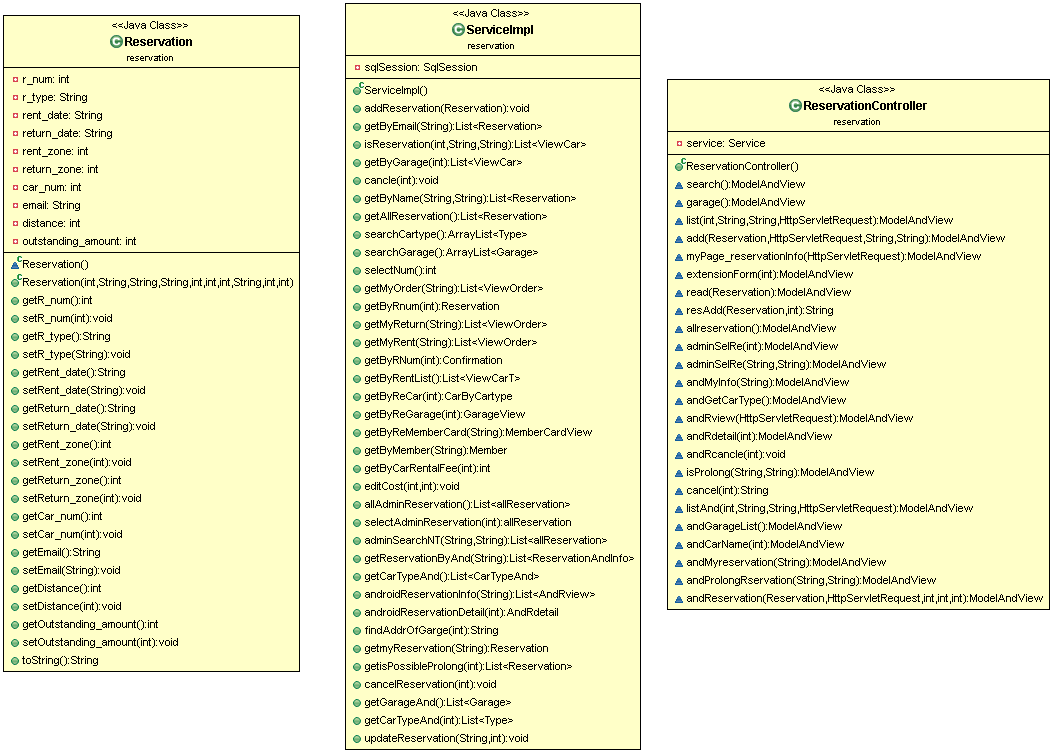 <<Java Class>>
Reservation
reservation
r_num: int
r_type: String
rent_date: String
return_date: String
rent_zone: int
return_zone: int
car_num: int
email: String
distance: int
outstanding_amount: int
Reservation()
Reservation(int,String,String,String,int,int,int,String,int,int)
getR_num():int
setR_num(int):void
getR_type():String
setR_type(String):void
getRent_date():String
setRent_date(String):void
getReturn_date():String
setReturn_date(String):void
getRent_zone():int
setRent_zone(int):void
getReturn_zone():int
setReturn_zone(int):void
getCar_num():int
setCar_num(int):void
getEmail():String
setEmail(String):void
getDistance():int
setDistance(int):void
getOutstanding_amount():int
setOutstanding_amount(int):void
toString():String
<<Java Class>>
ServiceImpl
reservation
sqlSession: SqlSession
ServiceImpl()
addReservation(Reservation):void
getByEmail(String):List<Reservation>
isReservation(int,String,String):List<ViewCar>
getByGarage(int):List<ViewCar>
cancle(int):void
getByName(String,String):List<Reservation>
getAllReservation():List<Reservation>
searchCartype():ArrayList<Type>
searchGarage():ArrayList<Garage>
selectNum():int
getMyOrder(String):List<ViewOrder>
getByRnum(int):Reservation
getMyReturn(String):List<ViewOrder>
getMyRent(String):List<ViewOrder>
getByRNum(int):Confirmation
getByRentList():List<ViewCarT>
getByReCar(int):CarByCartype
getByReGarage(int):GarageView
getByReMemberCard(String):MemberCardView
getByMember(String):Member
getByCarRentalFee(int):int
editCost(int,int):void
allAdminReservation():List<allReservation>
selectAdminReservation(int):allReservation
adminSearchNT(String,String):List<allReservation>
getReservationByAnd(String):List<ReservationAndInfo>
getCarTypeAnd():List<CarTypeAnd>
androidReservationInfo(String):List<AndRview>
androidReservationDetail(int):AndRdetail
findAddrOfGarge(int):String
getmyReservation(String):Reservation
getisPossibleProlong(int):List<Reservation>
cancelReservation(int):void
getGarageAnd():List<Garage>
getCarTypeAnd(int):List<Type>
updateReservation(String,int):void
<<Java Class>>
ReservationController
reservation
service: Service
ReservationController()
search():ModelAndView
garage():ModelAndView
list(int,String,String,HttpServletRequest):ModelAndView
add(Reservation,HttpServletRequest,String,String):ModelAndView
myPage_reservationInfo(HttpServletRequest):ModelAndView
extensionForm(int):ModelAndView
read(Reservation):ModelAndView
resAdd(Reservation,int):String
allreservation():ModelAndView
adminSelRe(int):ModelAndView
adminSelRe(String,String):ModelAndView
andMyInfo(String):ModelAndView
andGetCarType():ModelAndView
andRview(HttpServletRequest):ModelAndView
andRdetail(int):ModelAndView
andRcancle(int):void
isProlong(String,String):ModelAndView
cancel(int):String
listAnd(int,String,String,HttpServletRequest):ModelAndView
andGarageList():ModelAndView
andCarName(int):ModelAndView
andMyreservation(String):ModelAndView
andProlongRservation(String,String):ModelAndView
andReservation(Reservation,HttpServletRequest,int,int,int):ModelAndView